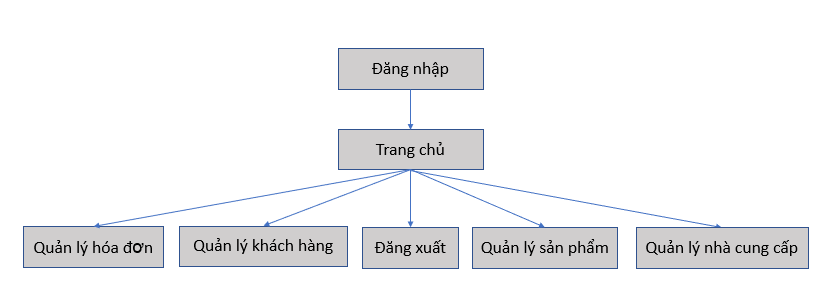 Đăng nhập
Trang chủ
Quản lý hóa đơn
Quản lý khách hàng
Đăng xuất
Quản lý sản phẩm
Quản lý nhà cung cấp